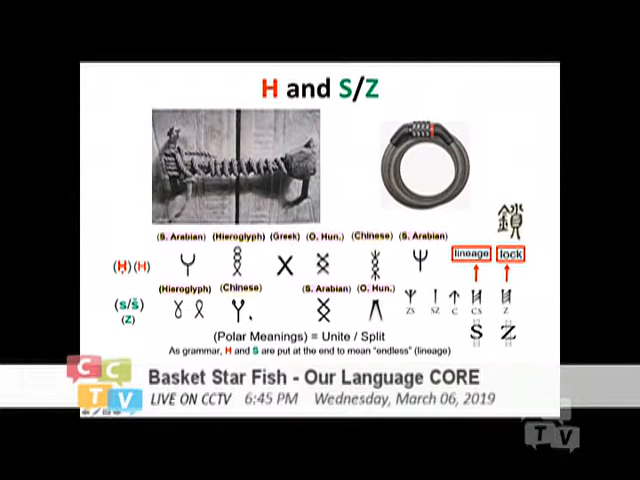 H and S/Z
鎖
(S. Arabian) (Hieroglyph) (Greek) (O. Hun.) (Chinese) (S. Arabian)
(H)(H)
lineage lock
(Hieroglyph) (Chinese) (S. Arabian) (O. Hun.)
(s/š)
(Z)
ZS SZ C CS Z
S Z
(Polar Meanings) = Unite / Split
As grammar, H and S are put at the end to mean "endless" (lineage)
CCTV
Basket Star Fish - Our Language CORE
LIVE ON CCTV 6:45 PM Wednesday, March 06, 2019
TV